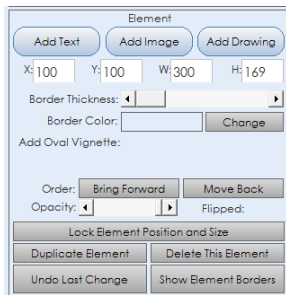 Element
Add Text Add Image Add Drawing
X: 100 Y: 100 W: 300 H: 169
Border Thickness:
Border Color: Change
Add Oval Vignette:
Order: Bring Forward Move Back
Opacity: Flipped:
Lock Element Position and Size
Duplicate Element Delete This Element
Undo Last Change Show Element Borders